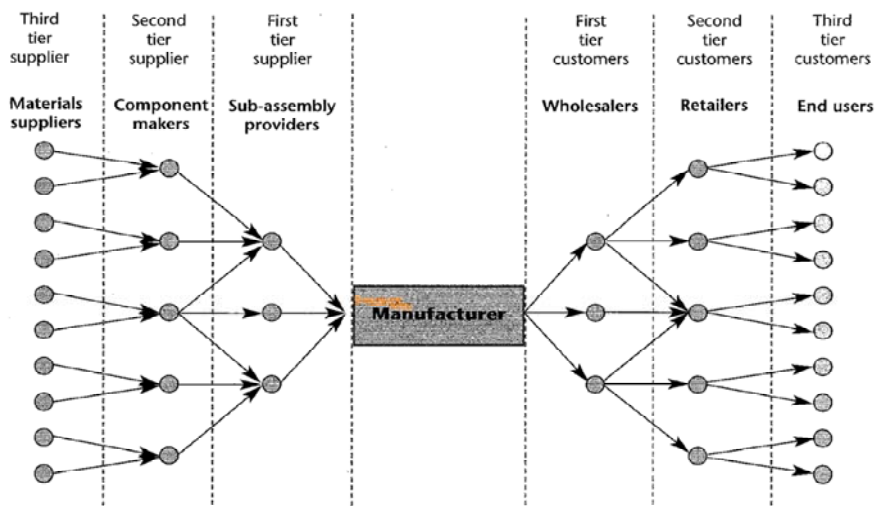 Third
tier
supplier
Second
tier
supplier
First
tier
supplier
First
tier
customers
Second
tier
customers
Third
tier
customers
Materials
suppliers
Component
makers
Sub-assembly
providers
Wholesalers
Retailers
End users
Manufacturer